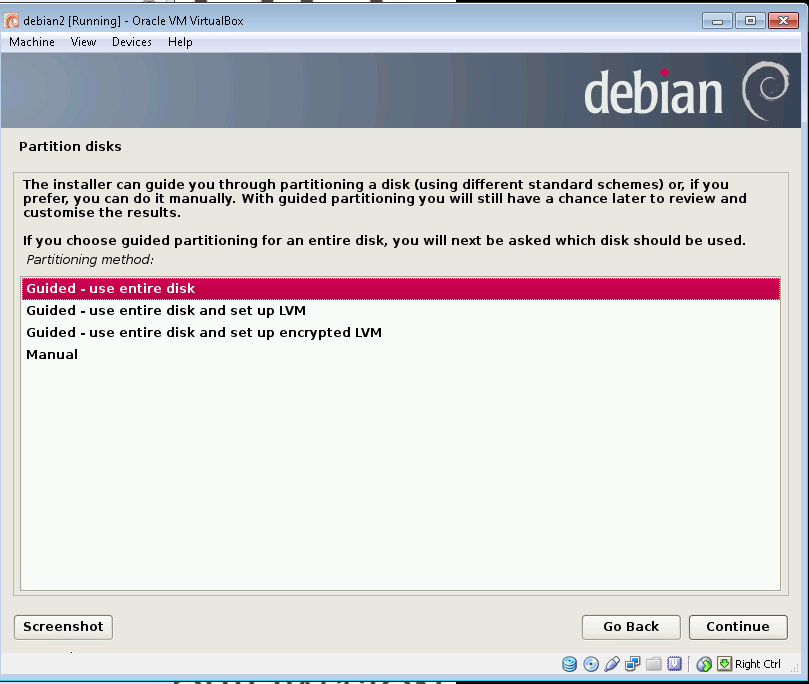 debian2 [Running] - Oracle VM VirtualBox
Machine View Devices Help
debian
Partition disks
The installer can guide you through partitioning a disk (using different standard schemes) or, if you
prefer, you can do it manually. With guided partitioning you will still have a chance later to review and
customise the results.
If you choose guided partitioning for an entire disk, you will next be asked which disk should be used.
Partitioning method:
Guided - use entire disk
Guided - use entire disk and set up LVM
Guided - use entire disk and set up encrypted LVM
Manual
Screenshot Go Back Continue
Right Ctrl